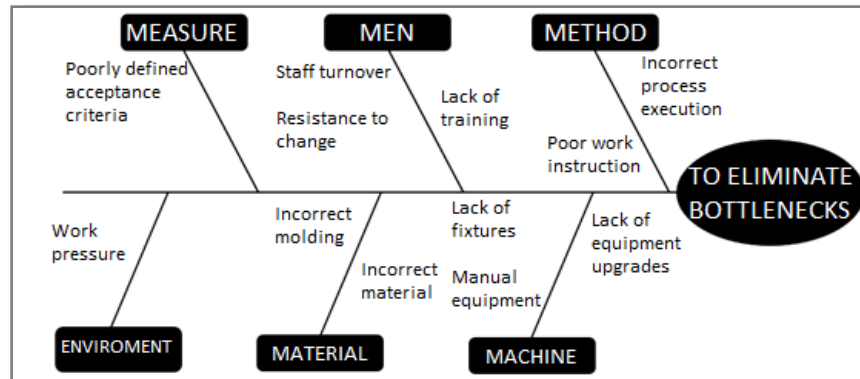 MEASURE
MEN
METHOD
Poorly defined
acceptance
criteria
Staff turnover
Resistance to
change
Lack of
training
Incorrect
process
execution
Poor work
instruction
TO ELIMINATE
BOTTLENECKS
Work
pressure
Incorrect
molding
Incorrect
material
Lack of
fixtures
Manual
equipment
Lack of
equipment
upgrades
ENVIROMENT
MATERIAL
MACHINE